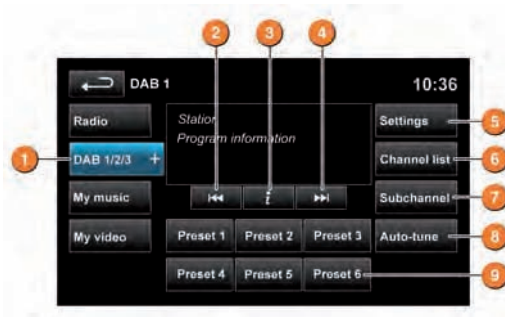 2 3 4
DAB 1 10:36
Radio Station Settings
Program information
1 DAB 1/2/3 + Channel list 5
6
My music i Subchannel 7
My video Preset 1 Preset 2 Preset 3 Auto-tune 8
Preset 4 Preset 5 Preset 6 9